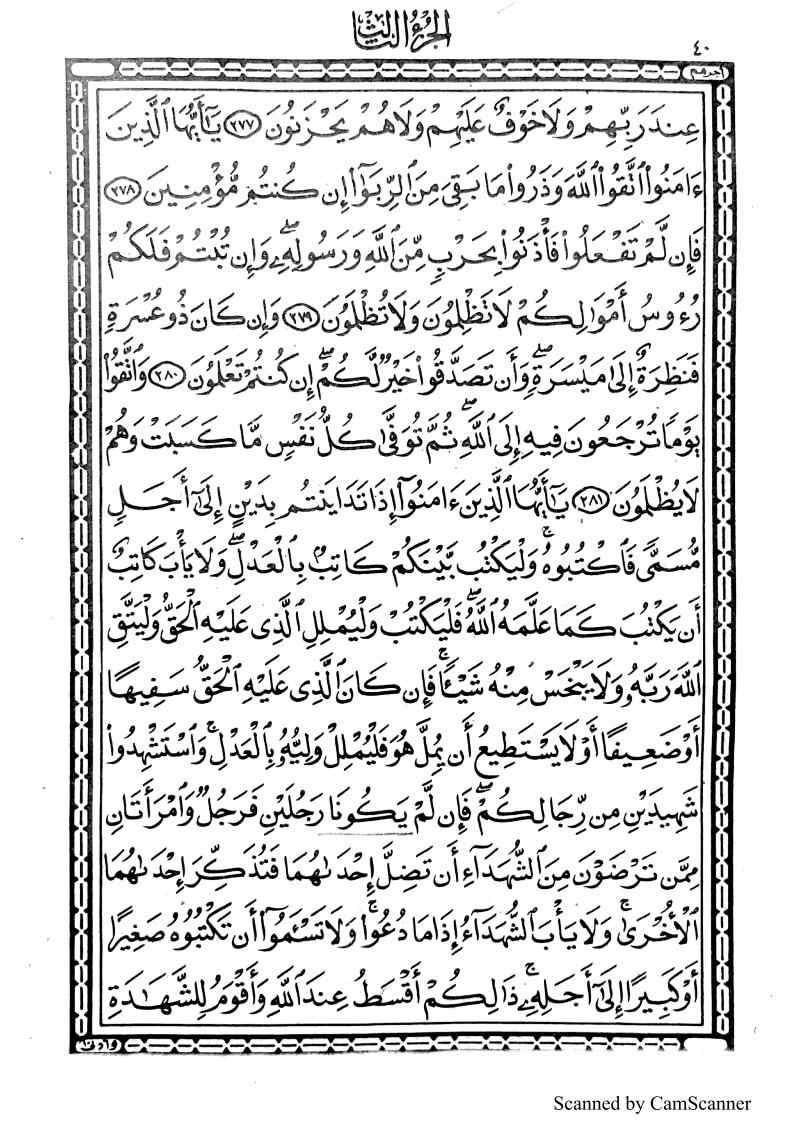 الجزء الثالث
٤٠
أجرهم
عِندَ رَبِّهِمْ وَلَا خَوْفٌ عَلَيْهِمْ وَلَا هُمْ يَحْزَنُونَ ٢٧٧ يَٰٓأَيُّهَا ٱلَّذِينَ
ءَامَنُوا۟ ٱتَّقُوا۟ ٱللَّهَ وَذَرُوا۟ مَا بَقِىَ مِنَ ٱلرِّبَوٰٓا۟ إِن كُنتُم مُّؤْمِنِينَ ٢٧٨
فَإِن لَّمْ تَفْعَلُوا۟ فَأْذَنُوا۟ بِحَرْبٍ مِّنَ ٱللَّهِ وَرَسُولِهِۦۖ وَإِن تُبْتُمْ فَلَكُمْ
رُءُوسُ أَمْوَٰلِكُمْ لَا تَظْلِمُونَ وَلَا تُظْلَمُونَ ٢٧٩ وَإِن كَانَ ذُو عُسْرَةٍ
فَنَظِرَةٌ إِلَىٰ مَيْسَرَةٍۖ وَأَن تَصَدَّقُوا۟ خَيْرٌ لَّكُمْۖ إِن كُنتُمْ تَعْلَمُونَ ٢٨٠ وَٱتَّقُوا۟
يَوْمًا تُرْجَعُونَ فِيهِ إِلَى ٱللَّهِۖ ثُمَّ تُوَفَّىٰ كُلُّ نَفْسٍ مَّا كَسَبَتْ وَهُمْ
لَا يُظْلَمُونَ ٢٨١ يَٰٓأَيُّهَا ٱلَّذِينَ ءَامَنُوٓا۟ إِذَا تَدَايَنتُم بِدَيْنٍ إِلَىٰٓ أَجَلٍ
مُّسَمًّى فَٱكْتُبُوهُۚ وَلْيَكْتُب بَّيْنَكُمْ كَاتِبٌۢ بِٱلْعَدْلِۖ وَلَا يَأْبَ كَاتِبٌ
أَن يَكْتُبَ كَمَا عَلَّمَهُ ٱللَّهُۖ فَلْيَكْتُبْ وَلْيُمْلِلِ ٱلَّذِى عَلَيْهِ ٱلْحَقُّ وَلْيَتَّقِ
ٱللَّهَ رَبَّهُۥ وَلَا يَبْخَسْ مِنْهُ شَيْـًٔاۚ فَإِن كَانَ ٱلَّذِى عَلَيْهِ ٱلْحَقُّ سَفِيهًا
أَوْ ضَعِيفًا أَوْ لَا يَسْتَطِيعُ أَن يُمِلَّ هُوَ فَلْيُمْلِلْ وَلِيُّهُۥ بِٱلْعَدْلِۚ وَٱسْتَشْهِدُوا۟
شَهِيدَيْنِ مِن رِّجَالِكُمْۖ فَإِن لَّمْ يَكُونَا رَجُلَيْنِ فَرَجُلٌ وَٱمْرَأَتَانِ
مِمَّن تَرْضَوْنَ مِنَ ٱلشُّهَدَآءِ أَن تَضِلَّ إِحْدَىٰهُمَا فَتُذَكِّرَ إِحْدَىٰهُمَا
ٱلْأُخْرَىٰۚ وَلَا يَأْبَ ٱلشُّهَدَآءُ إِذَا مَا دُعُوا۟ۚ وَلَا تَسْـَٔمُوٓا۟ أَن تَكْتُبُوهُ صَغِيرًا
أَوْ كَبِيرًا إِلَىٰٓ أَجَلِهِۦۚ ذَٰلِكُمْ أَقْسَطُ عِندَ ٱللَّهِ وَأَقْوَمُ لِلشَّهَٰدَةِ
Scanned by CamScanner